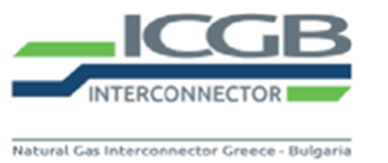 ICGB
INTERCONNECTOR
Natural Gas Interconnector Greece - Bulgaria